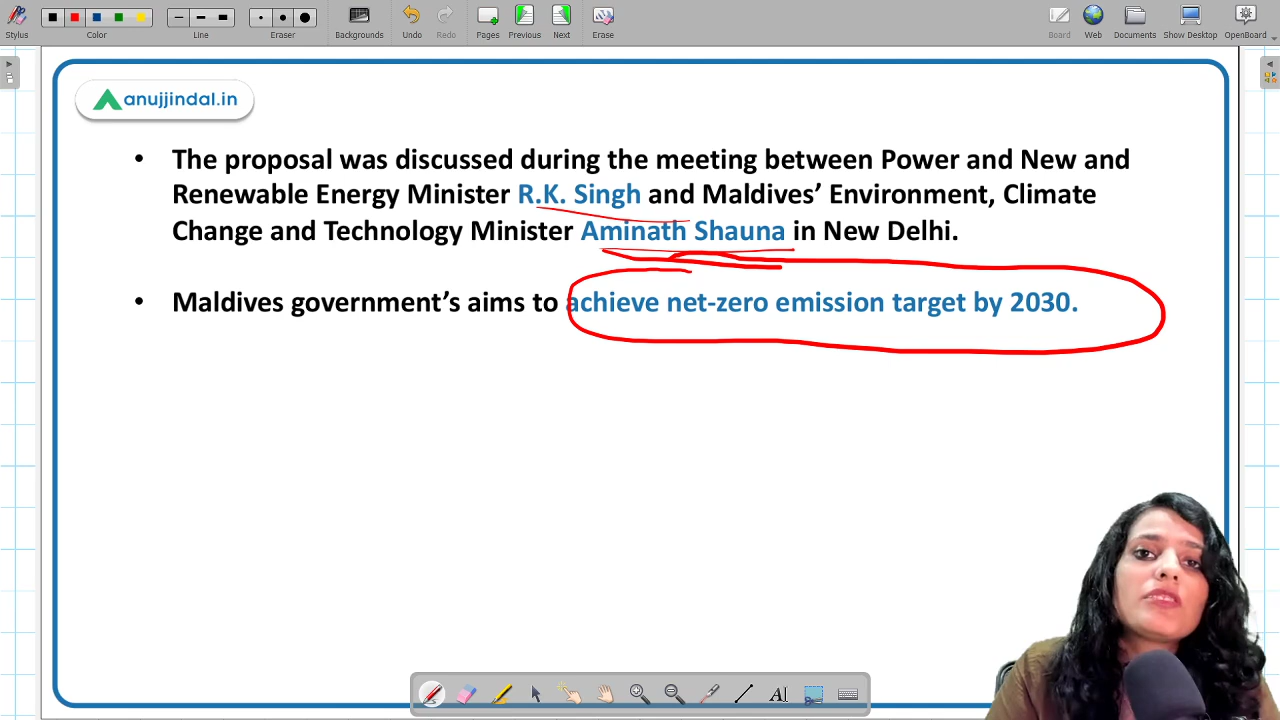 Stylus
Color
Line
Eraser
Backgrounds
Undo
Redo
Pages
Previous
Next
Erase
Board
Web
Documents
Show Desktop
OpenBoard
anujjindal.in
• The proposal was discussed during the meeting between Power and New and
Renewable Energy Minister R.K. Singh and Maldives’ Environment, Climate
Change and Technology Minister Aminath Shauna in New Delhi.
• Maldives government’s aims to achieve net-zero emission target by 2030.